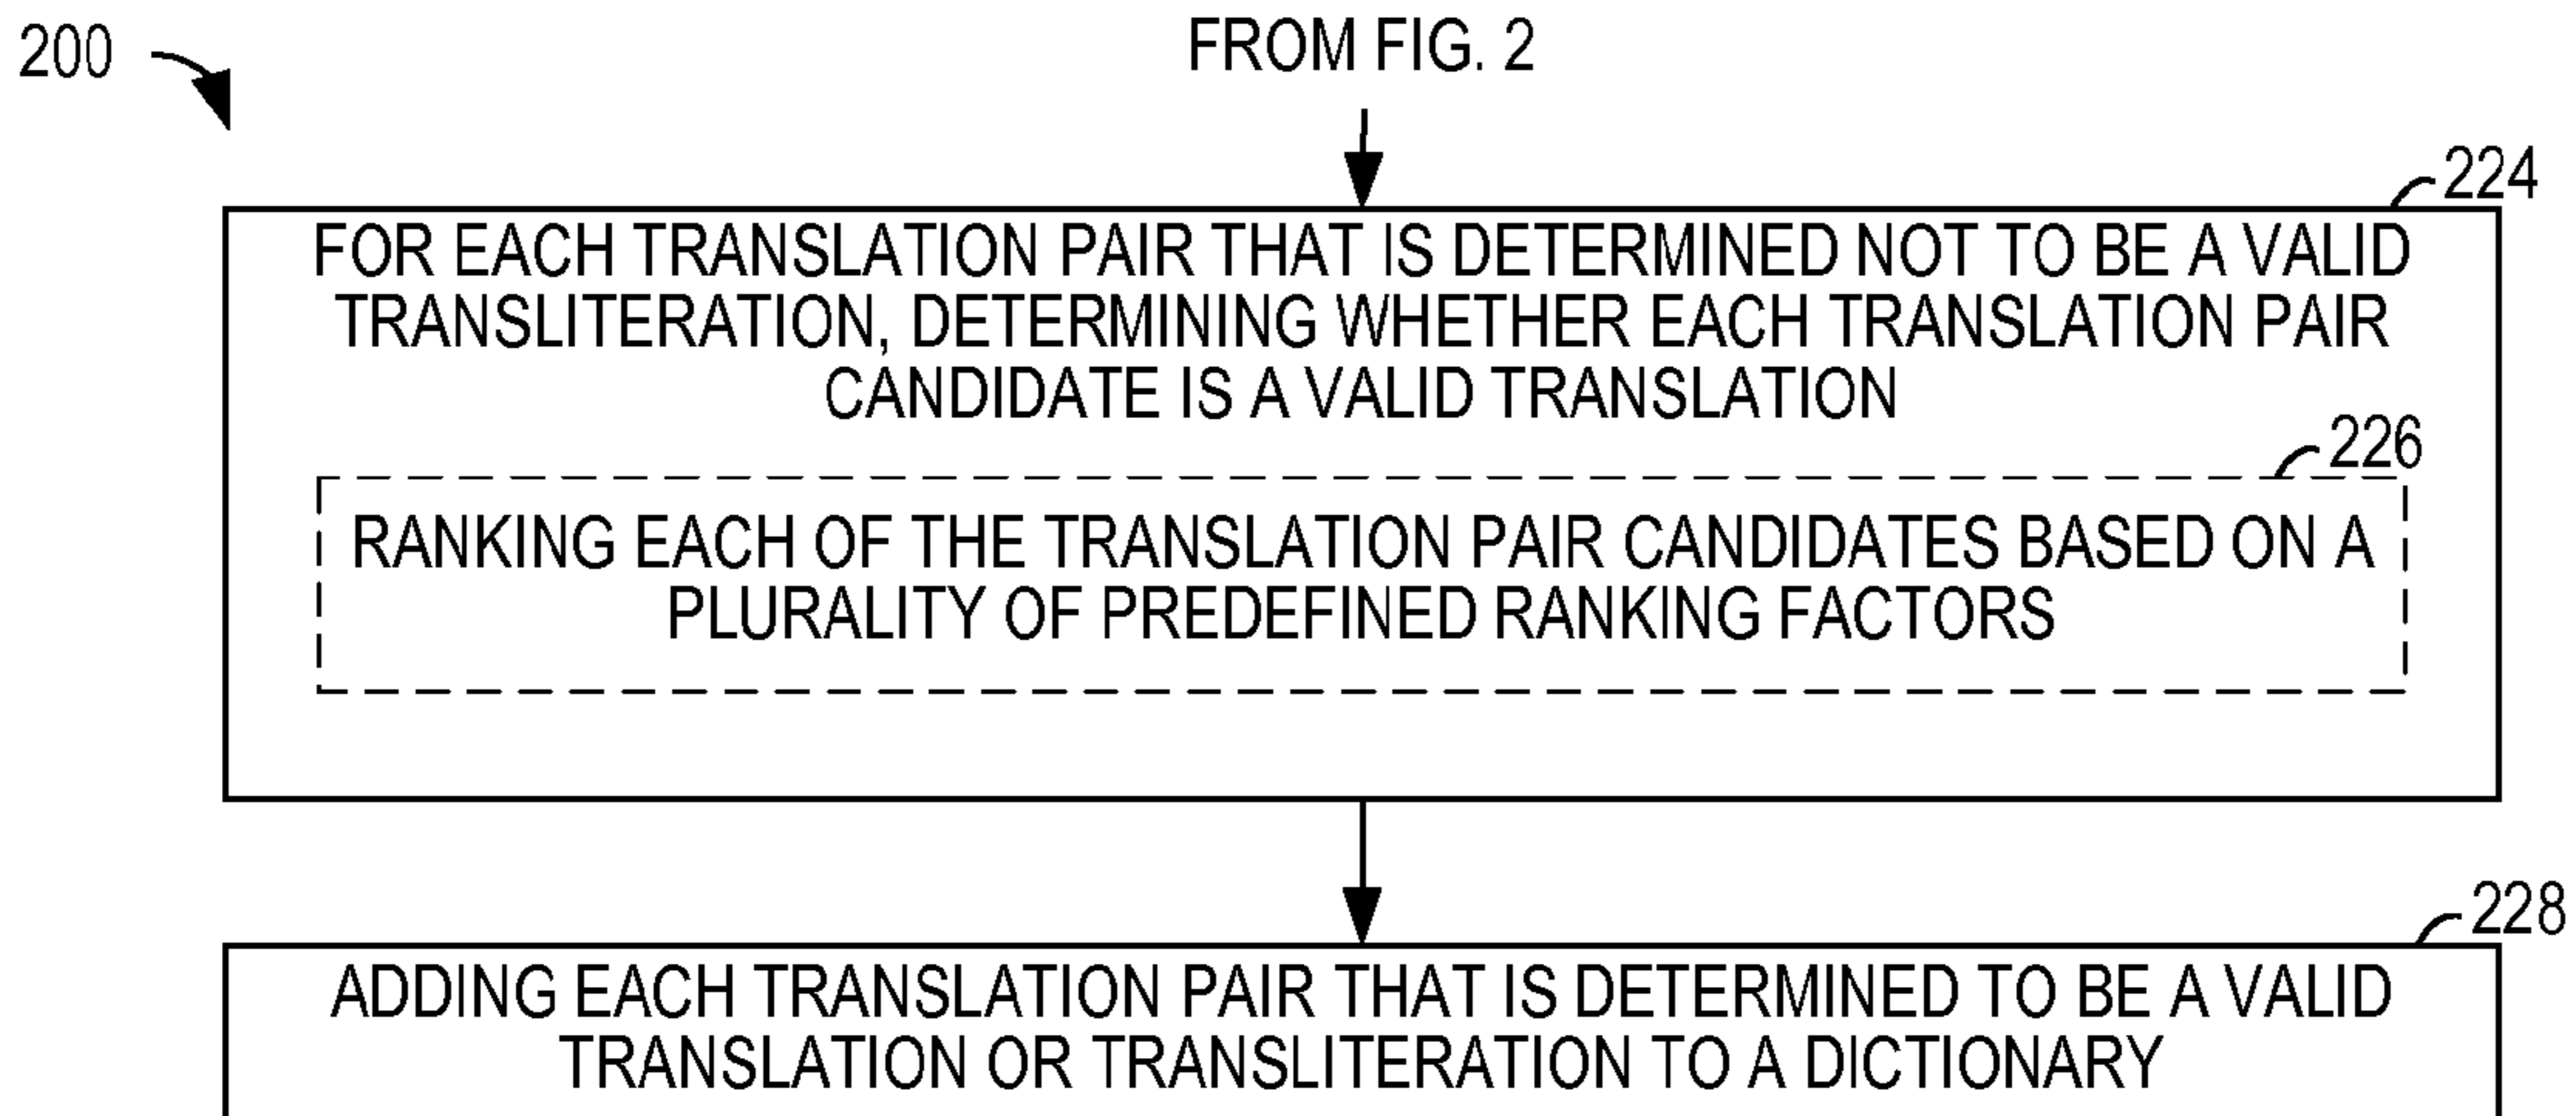 200
FROM FIG. 2
224
FOR EACH TRANSLATION PAIR THAT IS DETERMINED NOT TO BE A VALID
TRANSLITERATION, DETERMINING WHETHER EACH TRANSLATION PAIR
CANDIDATE IS A VALID TRANSLATION
226
RANKING EACH OF THE TRANSLATION PAIR CANDIDATES BASED ON A
PLURALITY OF PREDEFINED RANKING FACTORS
228
ADDING EACH TRANSLATION PAIR THAT IS DETERMINED TO BE A VALID
TRANSLATION OR TRANSLITERATION TO A DICTIONARY